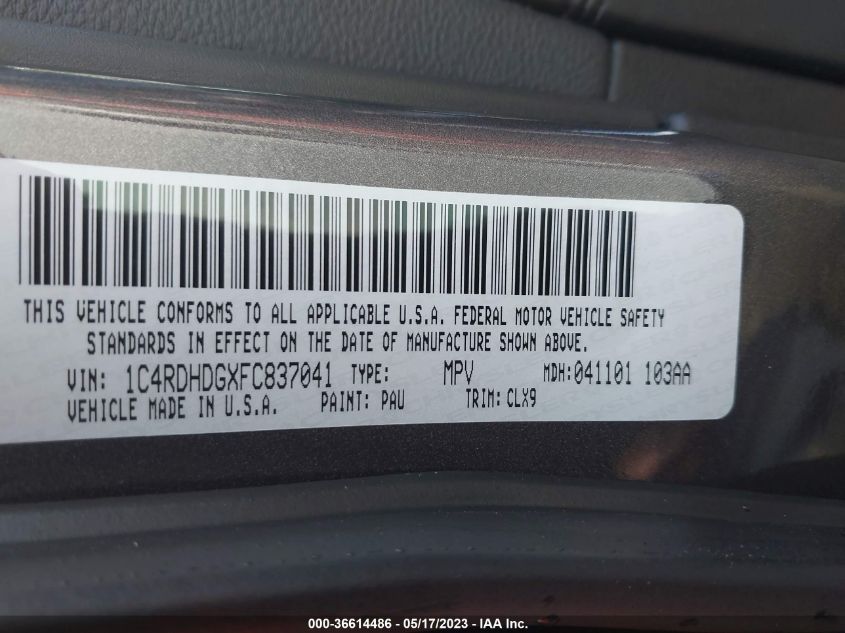 THIS VEHICLE CONFORMS TO ALL APPLICABLE U.S.A. FEDERAL MOTOR VEHICLE SAFETY
STANDARDS IN EFFECT ON THE DATE OF MANUFACTURE SHOWN ABOVE.
VIN: 1C4RDHDGXFC837041 TYPE: MPV MDH:041101 103AA
VEHICLE MADE IN U.S.A. PAINT: PAU TRIM: CLX9
000-36614486 - 05/17/2023 - IAA Inc.